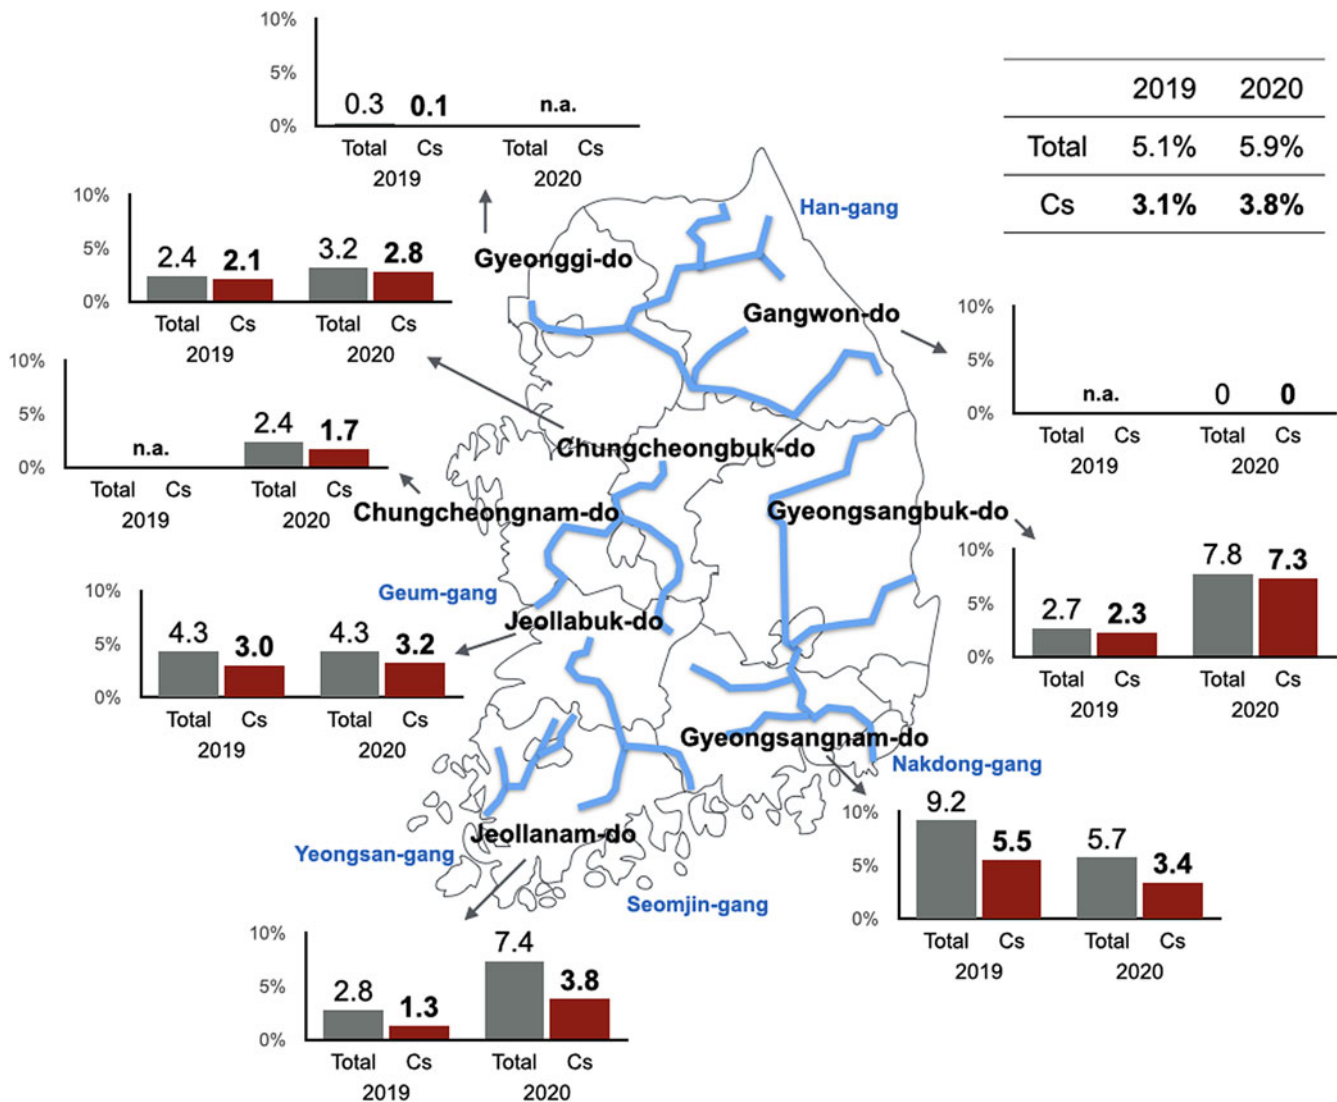 10%
5%
0%
0.3 0.1 n.a.
Total Cs Total Cs
2019 2020
2019 2020
Total 5.1% 5.9%
Cs 3.1% 3.8%
10%
5%
0%
2.4 2.1 3.2 2.8
Total Cs Total Cs
2019 2020
Han-gang
Gyeonggi-do
Gangwon-do
10%
5%
0%
n.a. 0 0
Total Cs Total Cs
2019 2020
10%
5%
0%
n.a. 2.4 1.7
Total Cs Total Cs
2019 2020
Chungcheongbuk-do
Chungcheongnam-do
Gyeongsangbuk-do
10%
5%
0%
2.7 2.3 7.8 7.3
Total Cs Total Cs
2019 2020
10%
5%
0%
4.3 3.0 4.3 3.2
Total Cs Total Cs
2019 2020
Geum-gang
Jeollabuk-do
Gyeongsangnam-do
Nakdong-gang
10%
5%
0%
9.2 5.5 5.7 3.4
Total Cs Total Cs
2019 2020
Jeollanam-do
Yeongsan-gang
Seomjin-gang
10%
5%
0%
2.8 1.3 7.4 3.8
Total Cs Total Cs
2019 2020